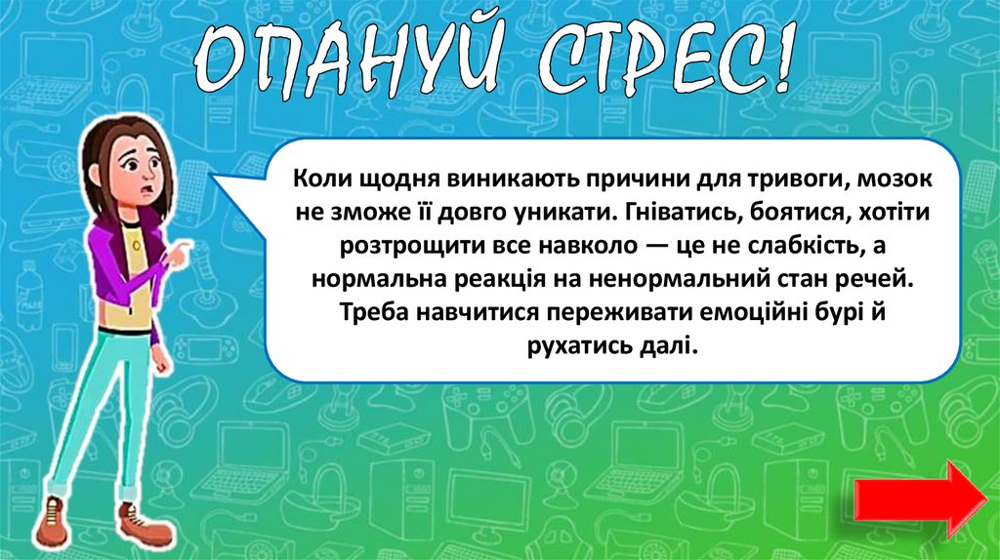 ОПАНУЙ СТРЕС!
Коли щодня виникають причини для тривоги, мозок
не зможе її довго уникати. Гніватись, боятися, хотіти
розтрощити все навколо — це не слабкість, а
нормальна реакція на ненормальний стан речей.
Треба навчитися переживати емоційні бурі й
рухатись далі.